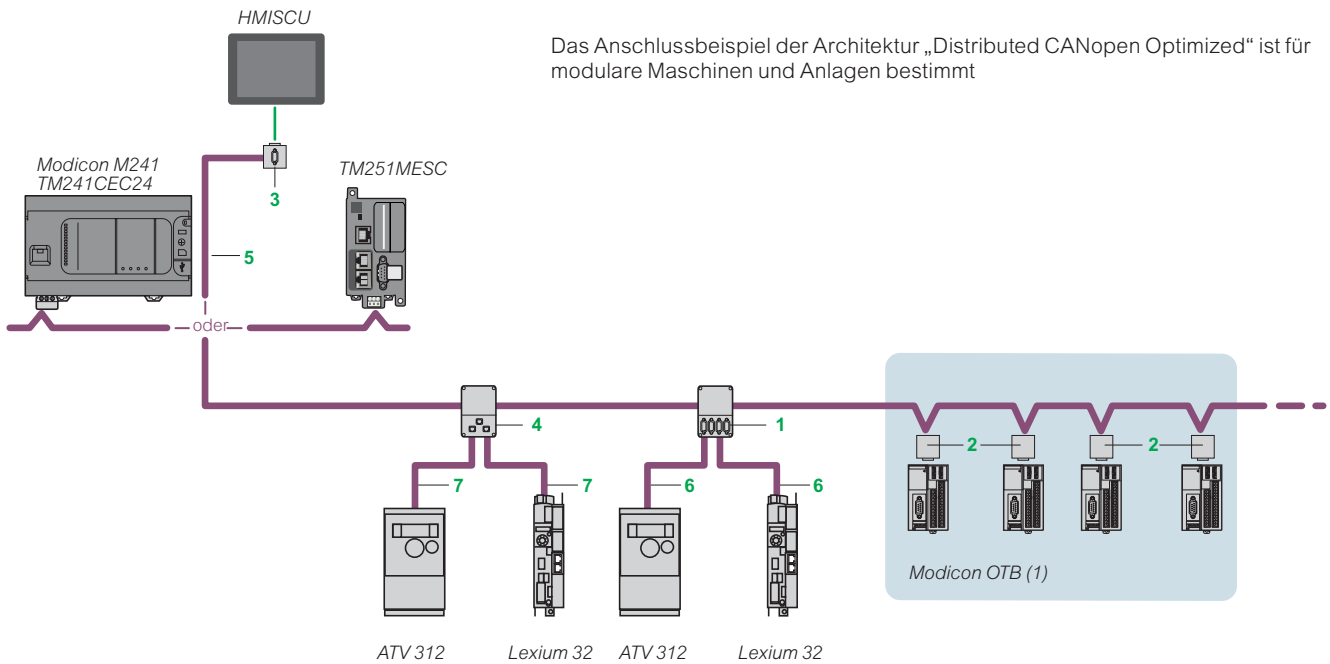 HMISCU
Das Anschlussbeispiel der Architektur „Distributed CANopen Optimized“ ist für
modulare Maschinen und Anlagen bestimmt
Modicon M241
TM241CEC24
TM251MESC
3
5
oder
4
1
2
2
7
7
6
6
Modicon OTB (1)
ATV 312
Lexium 32
ATV 312
Lexium 32